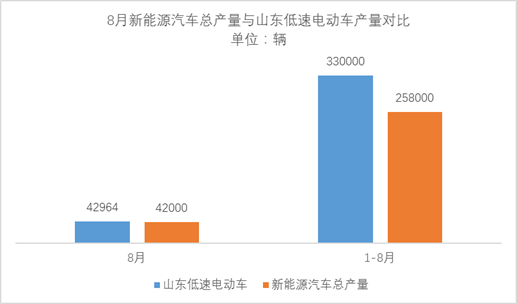 8月新能源汽车总产量与山东低速电动车产量对比
单位：辆
330000
258000
42964
42000
8月
1-8月
山东低速电动车
新能源汽车总产量